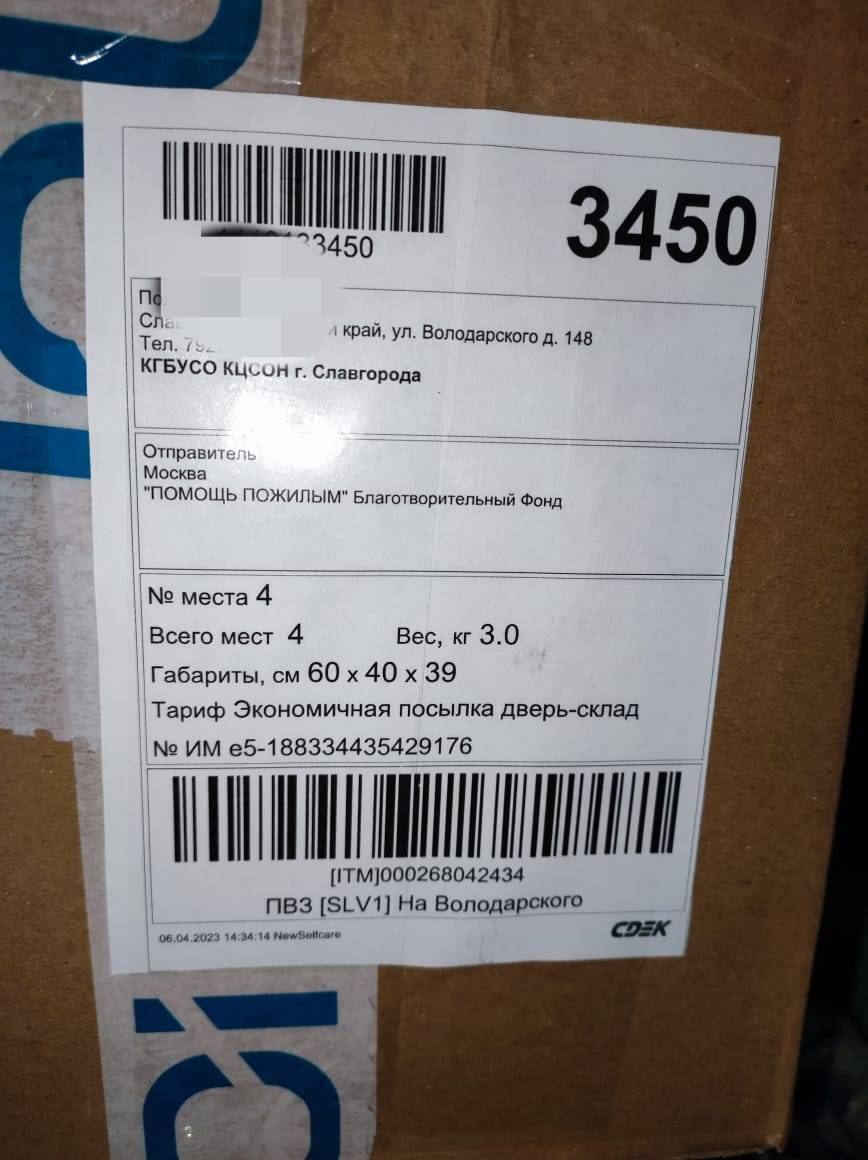 3450
33450
и край, ул. Володарского д. 148
Тел.
КГБУСО КЦСОН г. Славгорода
Отправитель
Москва
"ПОМОЩЬ ПОЖИЛЫМ" Благотворительный Фонд
№ места 4
Всего мест 4 Вес, кг 3.0
Габариты, см 60 x 40 x 39
Тариф Экономичная посылка дверь-склад
№ ИМ e5-188334435429176
[ITM]000268042434
ПВЗ [SLV1] На Володарского
06.04.2023 14:34:14 NewSelfcare
CDEK